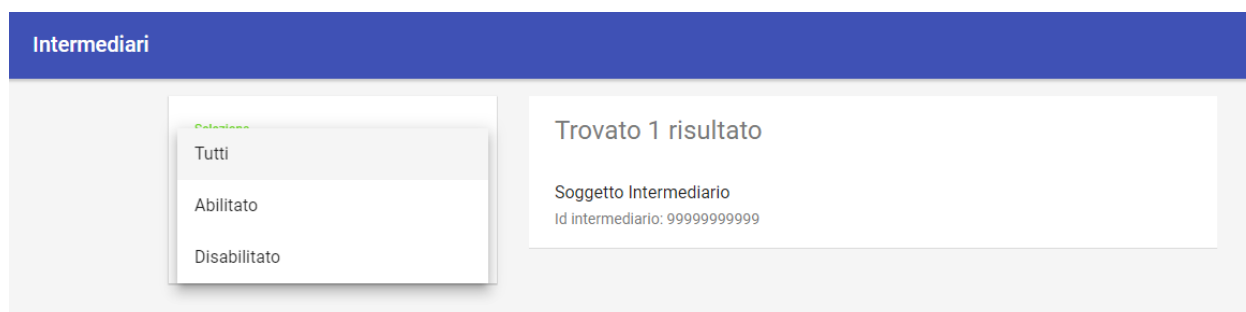 Intermediari
Tutti
Abilitato
Disabilitato
Trovato 1 risultato
Soggetto Intermediario
Id intermediario: 99999999999